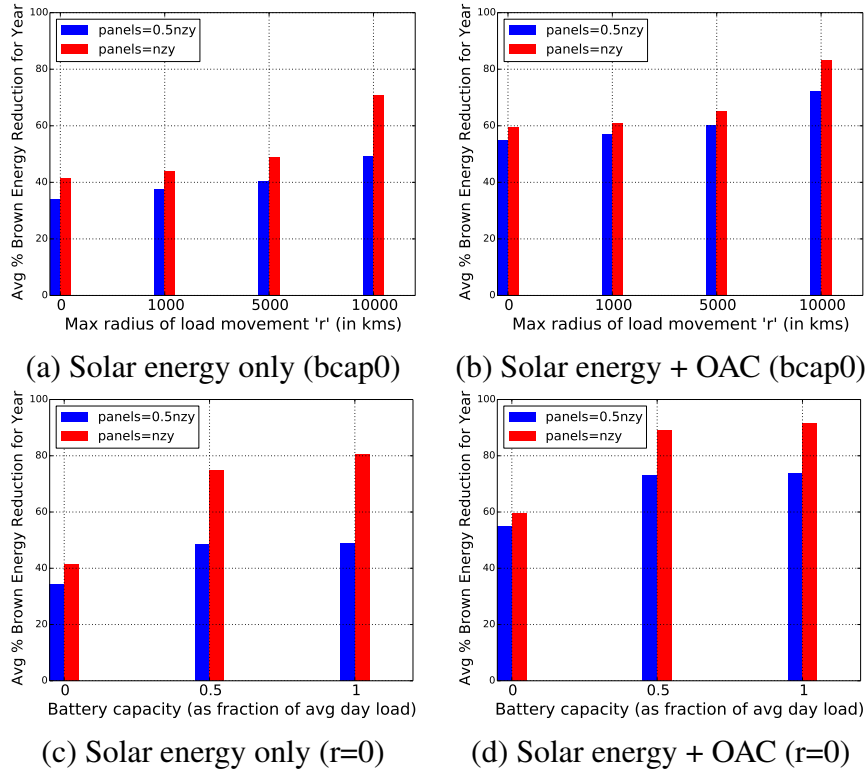 Avg % Brown Energy Reduction for Year
100
80
60
40
20
0
panels=0.5nzy
panels=nzy
0 1000 5000 10000
Max radius of load movement 'r' (in kms)
(a) Solar energy only (bcap0)
Avg % Brown Energy Reduction for Year
100
80
60
40
20
0
panels=0.5nzy
panels=nzy
0 1000 5000 10000
Max radius of load movement 'r' (in kms)
(b) Solar energy + OAC (bcap0)
Avg % Brown Energy Reduction for Year
100
80
60
40
20
0
panels=0.5nzy
panels=nzy
0 0.5 1
Battery capacity (as fraction of avg day load)
(c) Solar energy only (r=0)
Avg % Brown Energy Reduction for Year
100
80
60
40
20
0
panels=0.5nzy
panels=nzy
0 0.5 1
Battery capacity (as fraction of avg day load)
(d) Solar energy + OAC (r=0)